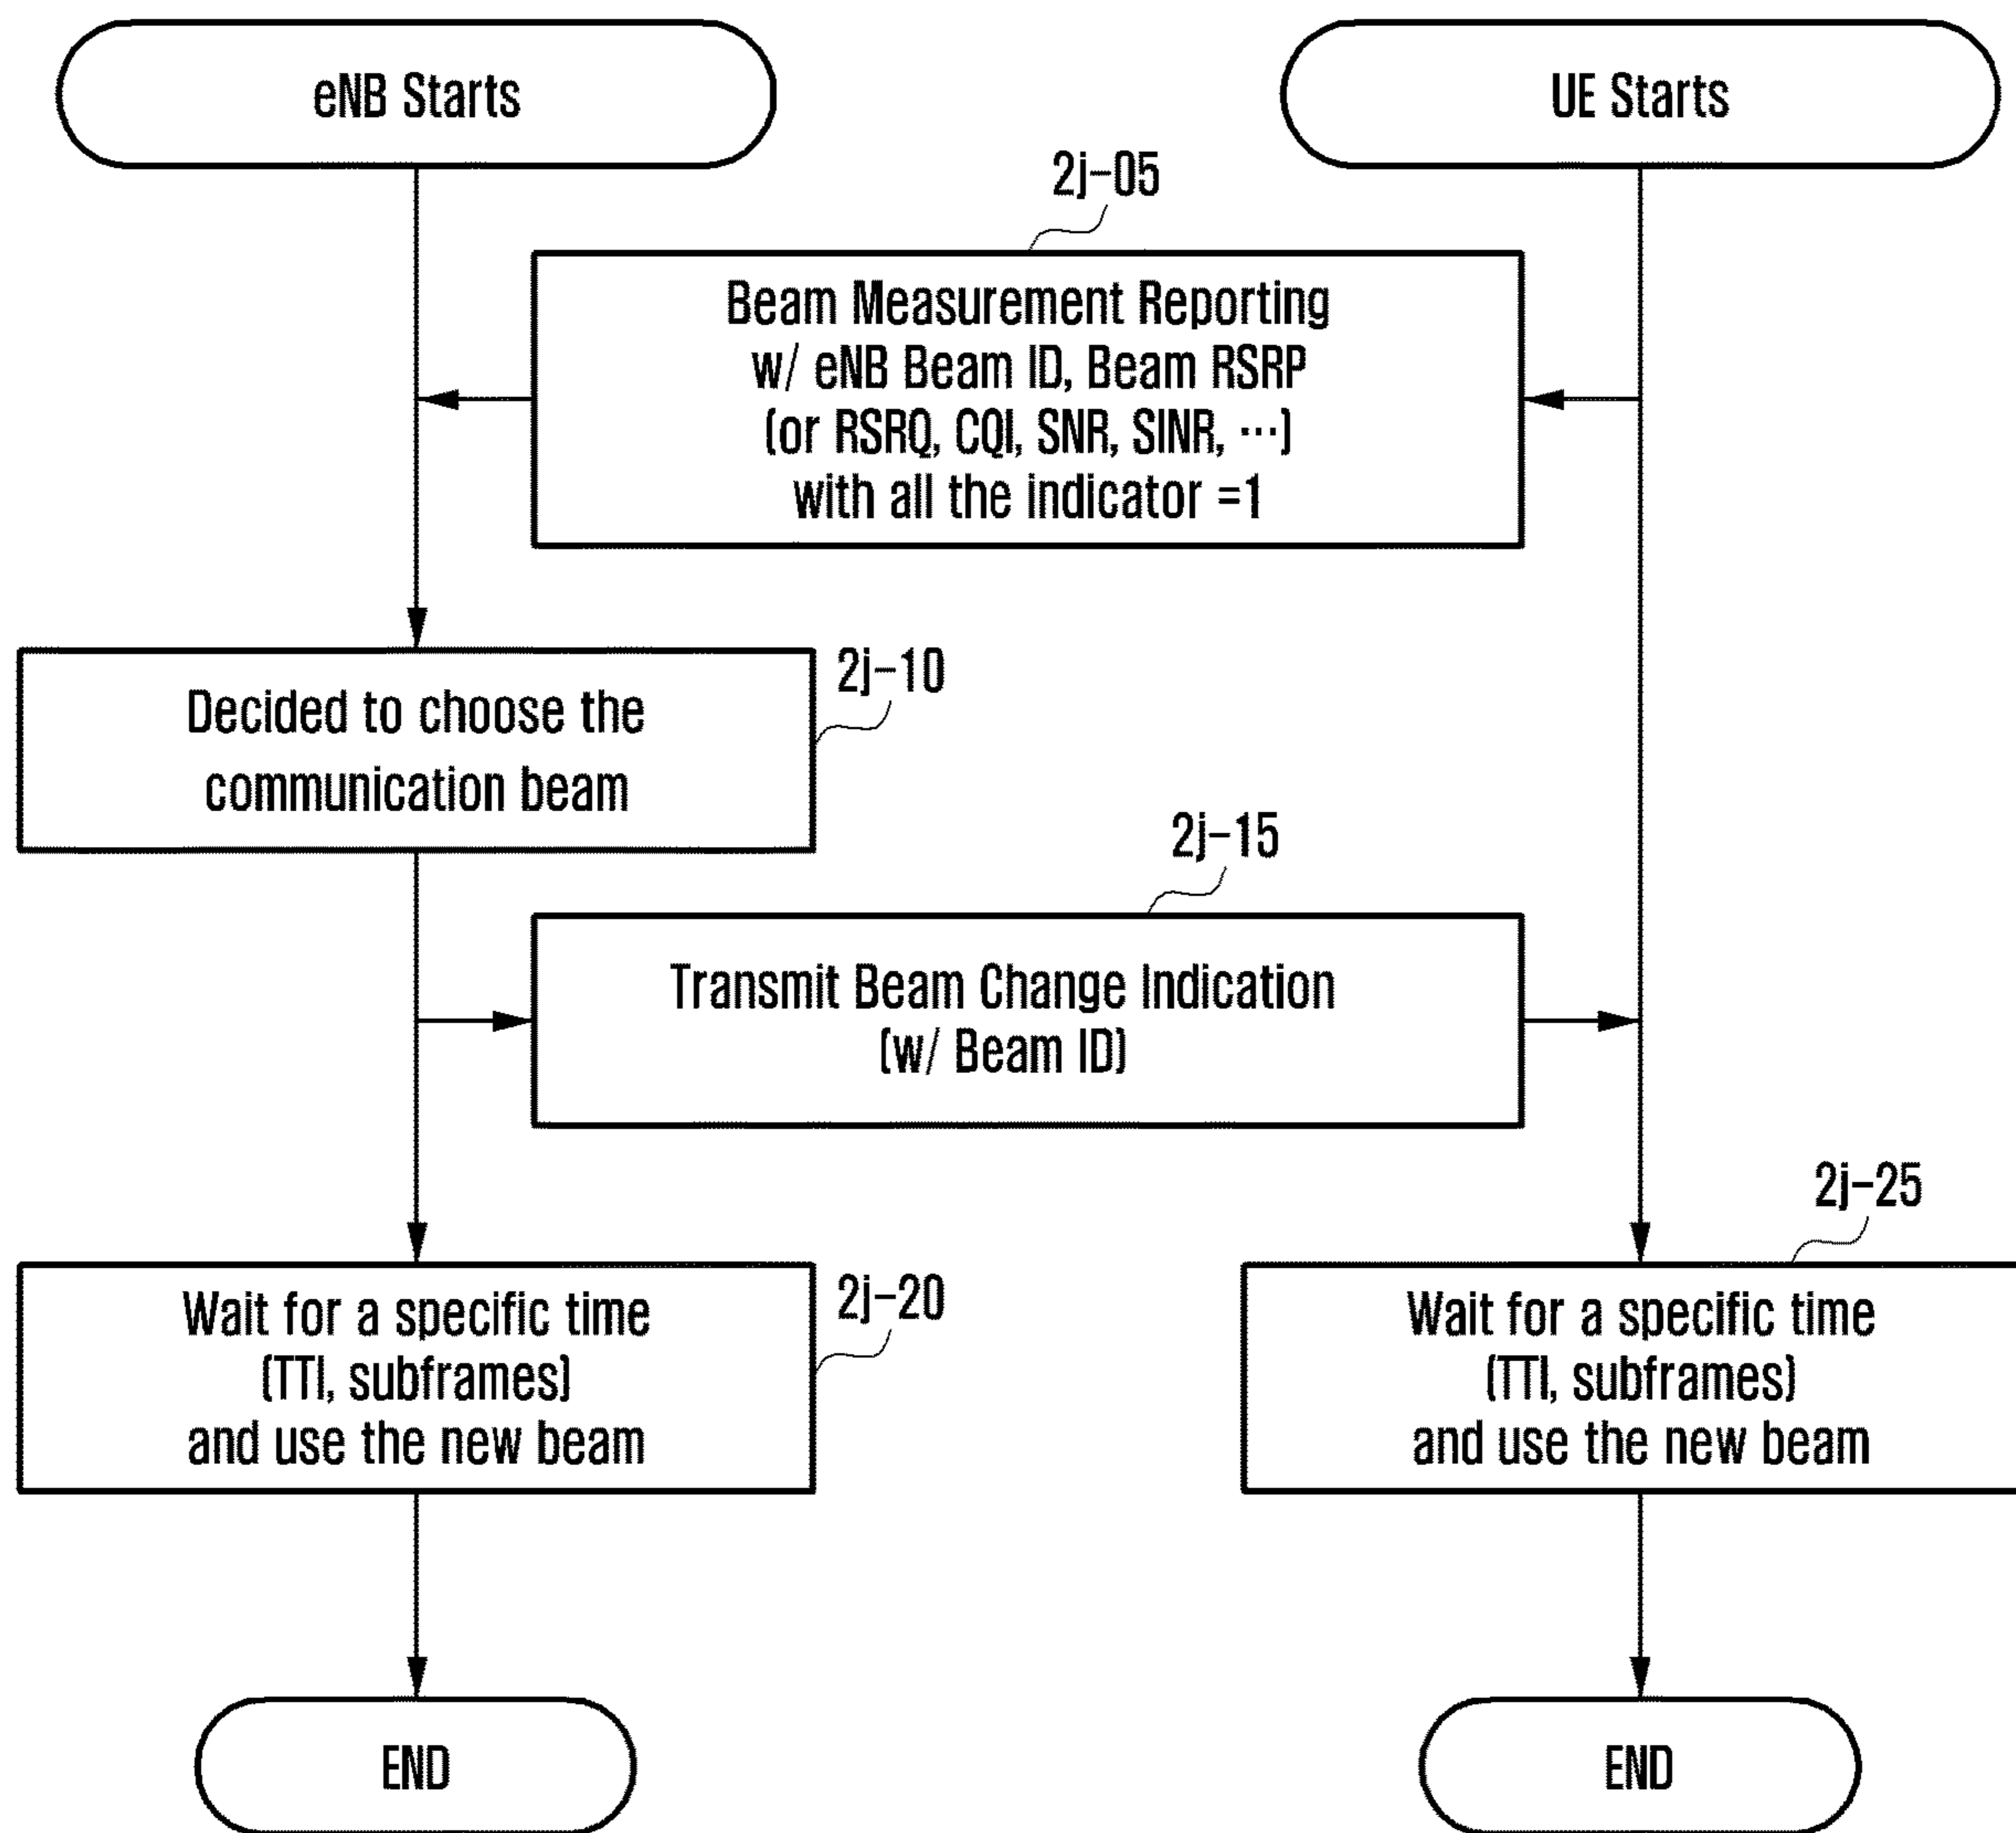 eNB Starts
UE Starts
2j-05
Beam Measurement Reporting
w/ eNB Beam ID, Beam RSRP
(or RSRQ, CQI, SNR, SINR, ···)
with all the indicator =1
2j-10
Decided to choose the
communication beam
2j-15
Transmit Beam Change Indication
(w/ Beam ID)
2j-20
Wait for a specific time
(TTI, subframes)
and use the new beam
2j-25
Wait for a specific time
(TTI, subframes)
and use the new beam
END
END